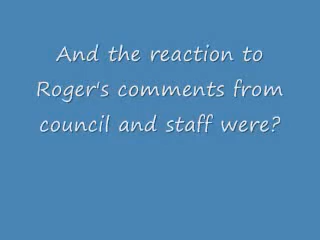 And the reaction to
Roger's comments from
council and staff were?